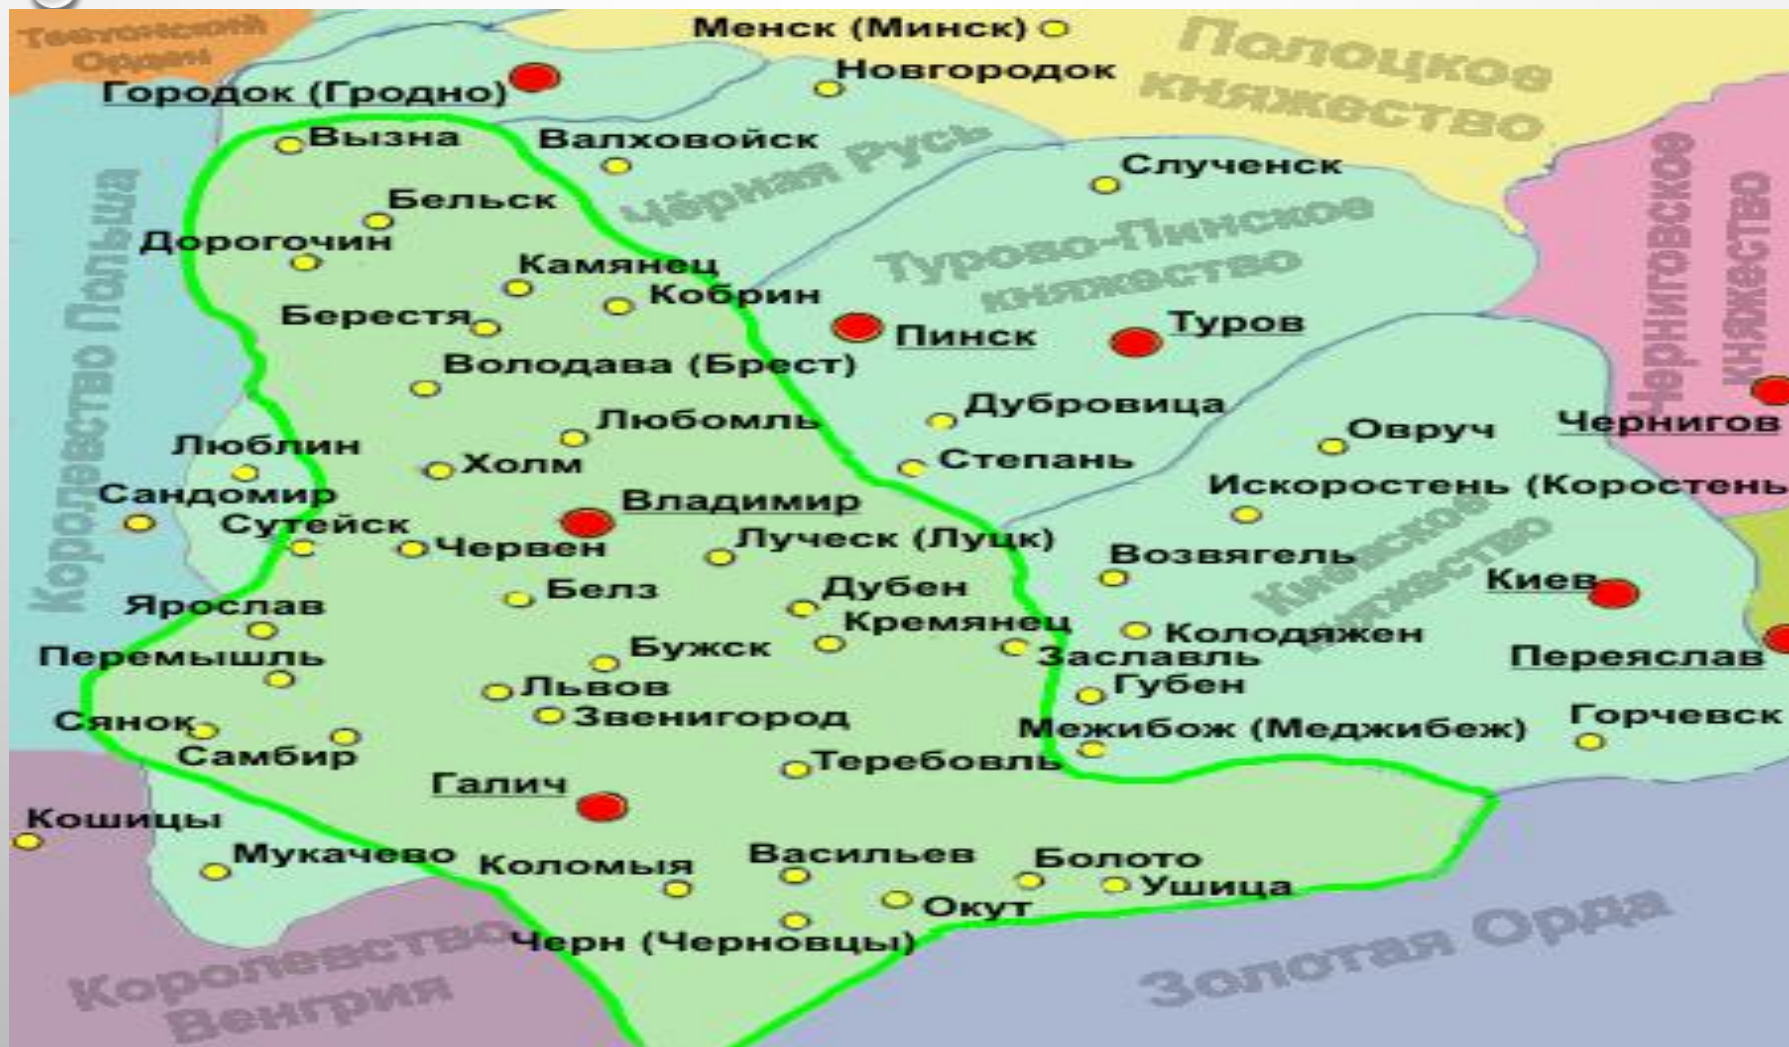 Тевтонский
Орден
Менск (Минск)
Полоцкое
княжество
Новгородок
Городок (Гродно)
Вызна
Валховойск
Чёрная Русь
Слученск
Черниговское
княжество
Королевство Польша
Бельск
Дорогочин
Турово-Пинское
княжество
Камянец
Кобрин
Берестя
Пинск
Туров
Володава (Брест)
Дубровица
Любомль
Овруч
Чернигов
Люблин
Холм
Степань
Сандомир
Владимир
Искоростень (Коростень
Сутейск
Червен
Луческ (Луцк)
Киевское
княжество
Возвягель
Белз
Дубен
Киев
Ярослав
Кремянец
Колодяжен
Перемышль
Бужск
Заславль
Переяслав
Львов
Губен
Сянок
Звенигород
Межибож (Меджибеж)
Горчевск
Самбир
Теребовль
Галич
Кошицы
Мукачево
Коломыя
Васильев
Болото
Ушица
Окут
Черн (Черновцы)
Королевство
Венгрия
Золотая Орда